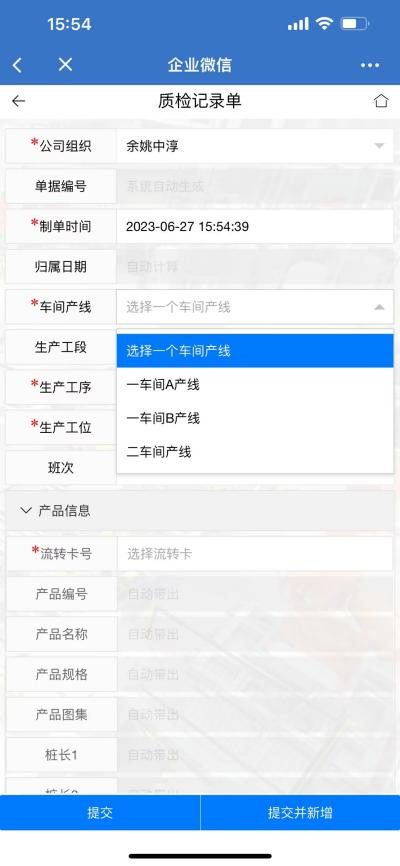 15:54
企业微信
质检记录单
*公司组织 余姚中淳
单据编号 系统自动生成
*制单时间 2023-06-27 15:54:39
归属日期 自动计算
*车间产线 选择一个车间产线
生产工段 选择一个车间产线
*生产工序 一车间A产线
*生产工位 一车间B产线
班次 二车间产线
产品信息
*流转卡号 选择流转卡
产品编号 自动带出
产品名称 自动带出
产品规格 自动带出
产品图集 自动带出
桩长1 自动带出
提交 提交并新增